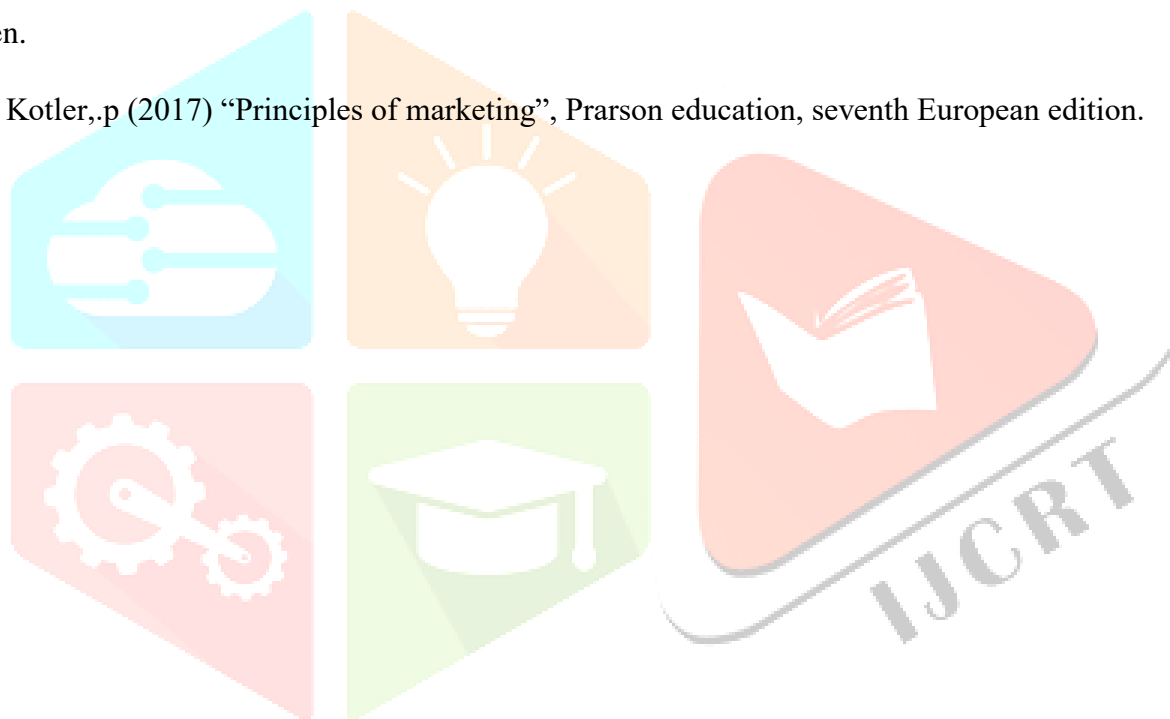 en.
Kotler,.p (2017) “Principles of marketing”, Prarson education, seventh European edition.
IJCRT